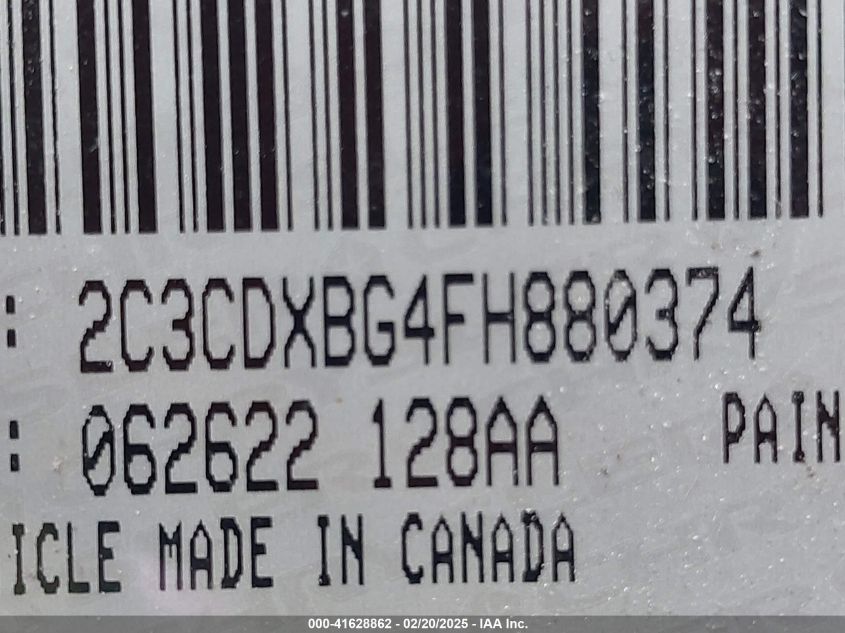 : 2C3CDXBG4FH880374
: 062622 128AA PAIN
ICLE MADE IN CANADA
000-41628862 - 02/20/2025 - IAA Inc.